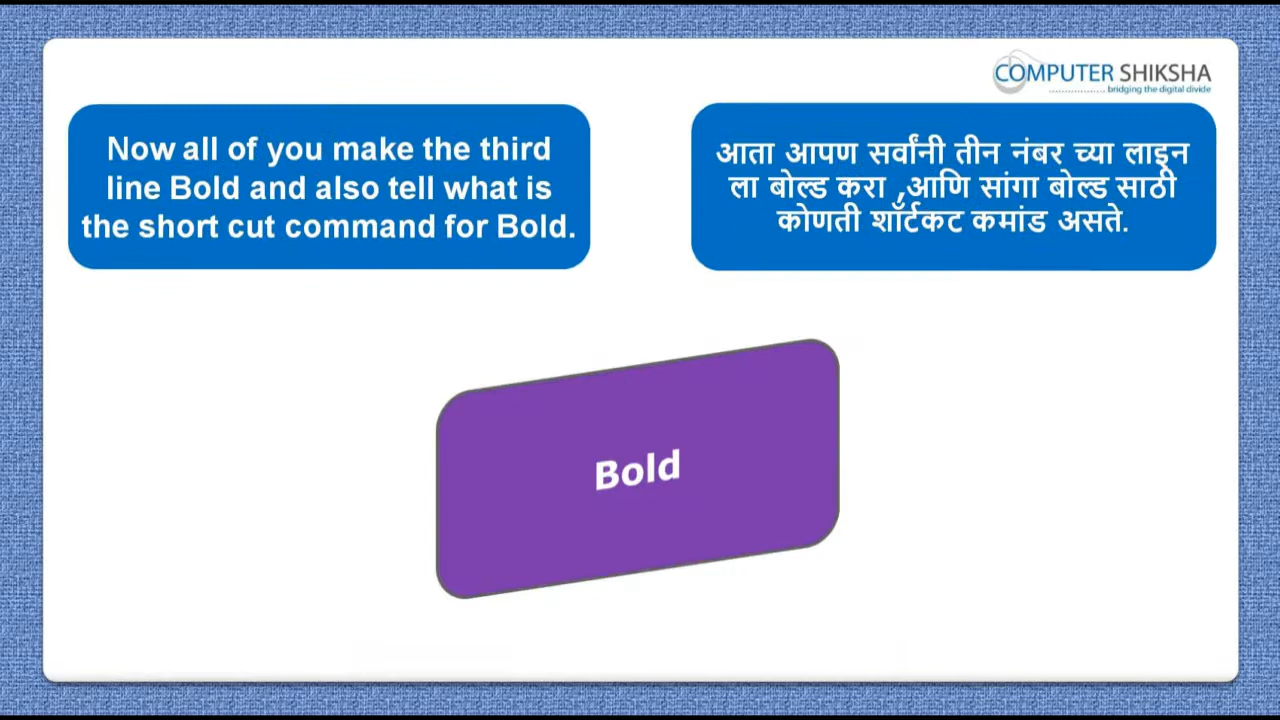 COMPUTER SHIKSHA
bridging the digital divide
Now all of you make the third
line Bold and also tell what is
the short cut command for Bold.
आता आपण सर्वांनी तीन नंबर च्या लाइन
ला बोल्ड करा ,आणि सांगा बोल्ड साठी
कोणती शॉर्टकट कमांड असते.
Bold